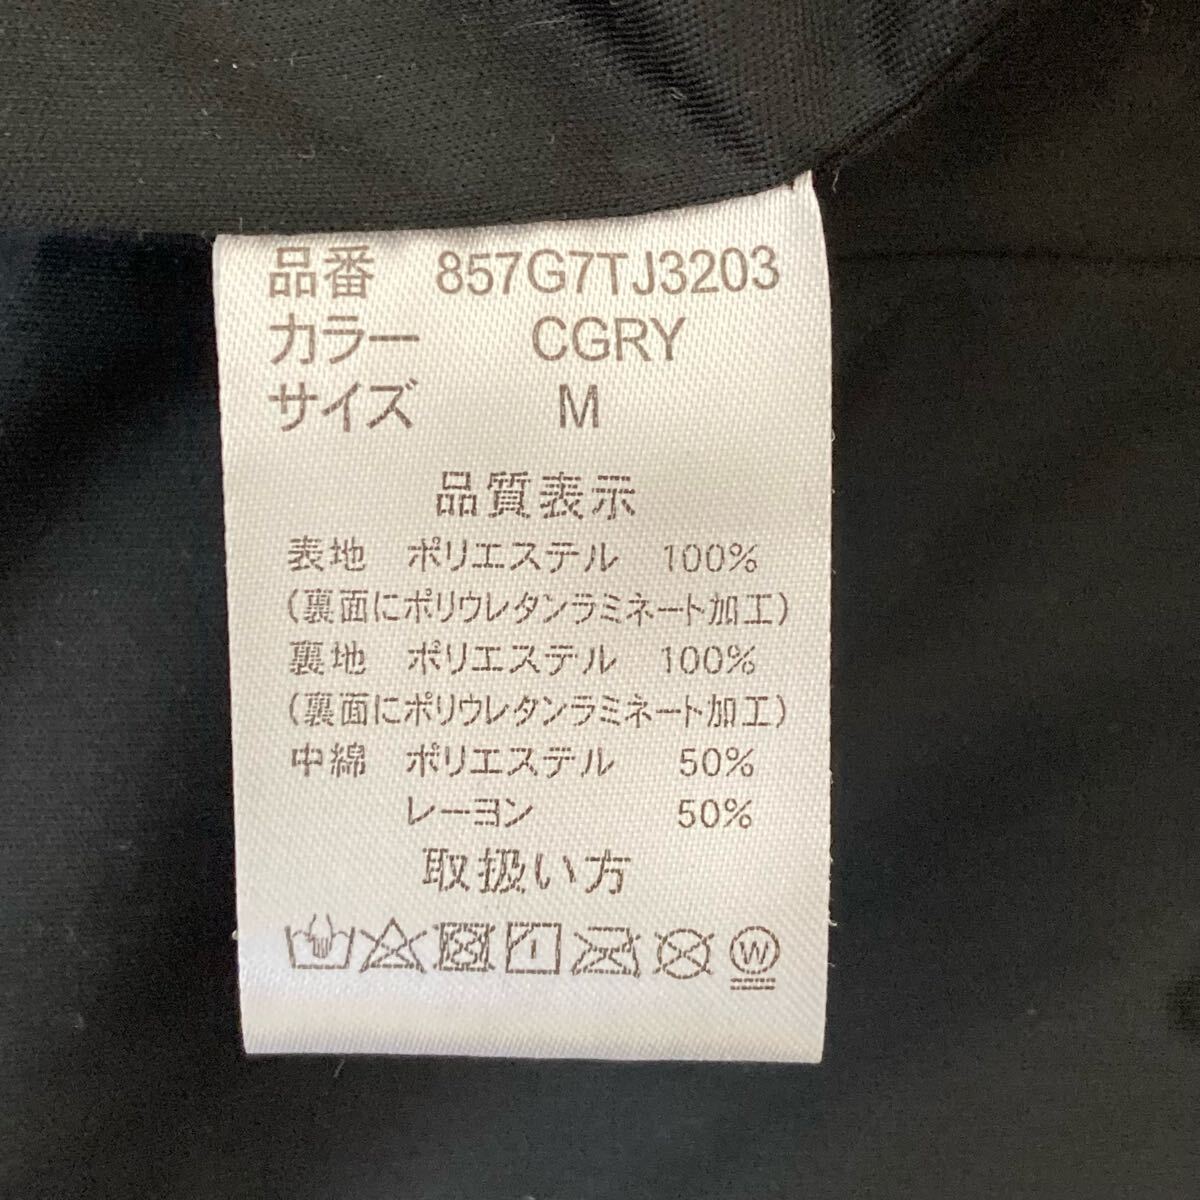 品番 857G7TJ3203
カラー CGRY
サイズ M
品質表示
表地 ポリエステル 100%
(裏面にポリウレタンラミネート加工)
裏地 ポリエステル 100%
(裏面にポリウレタンラミネート加工)
中綿 ポリエステル 50%
レーヨン 50%
取扱い方
W